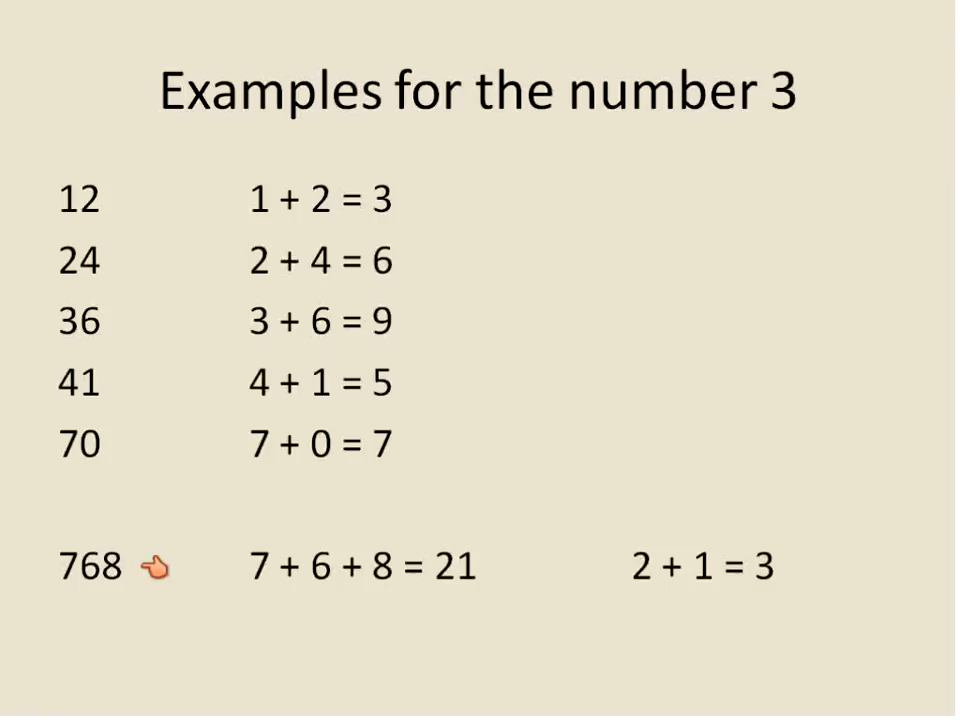 Examples for the number 3
12 1 + 2 = 3
24 2 + 4 = 6
36 3 + 6 = 9
41 4 + 1 = 5
70 7 + 0 = 7
768 7 + 6 + 8 = 21 2 + 1 = 3